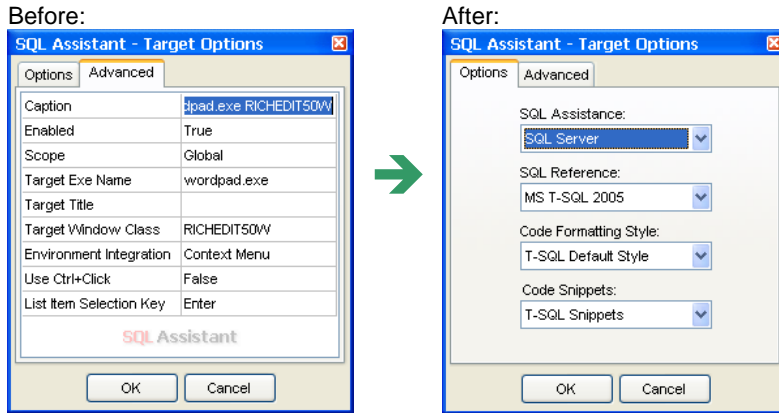 Before:
SQL Assistant - Target Options
Options Advanced
Caption dpad.exe RICHEDIT50W
Enabled True
Scope Global
Target Exe Name wordpad.exe
Target Title
Target Window Class RICHEDIT50W
Environment Integration Context Menu
Use Ctrl+Click False
List Item Selection Key Enter
SQL Assistant
OK Cancel
After:
SQL Assistant - Target Options
Options Advanced
SQL Assistance:
SQL Server
SQL Reference:
MS T-SQL 2005
Code Formatting Style:
T-SQL Default Style
Code Snippets:
T-SQL Snippets
OK Cancel